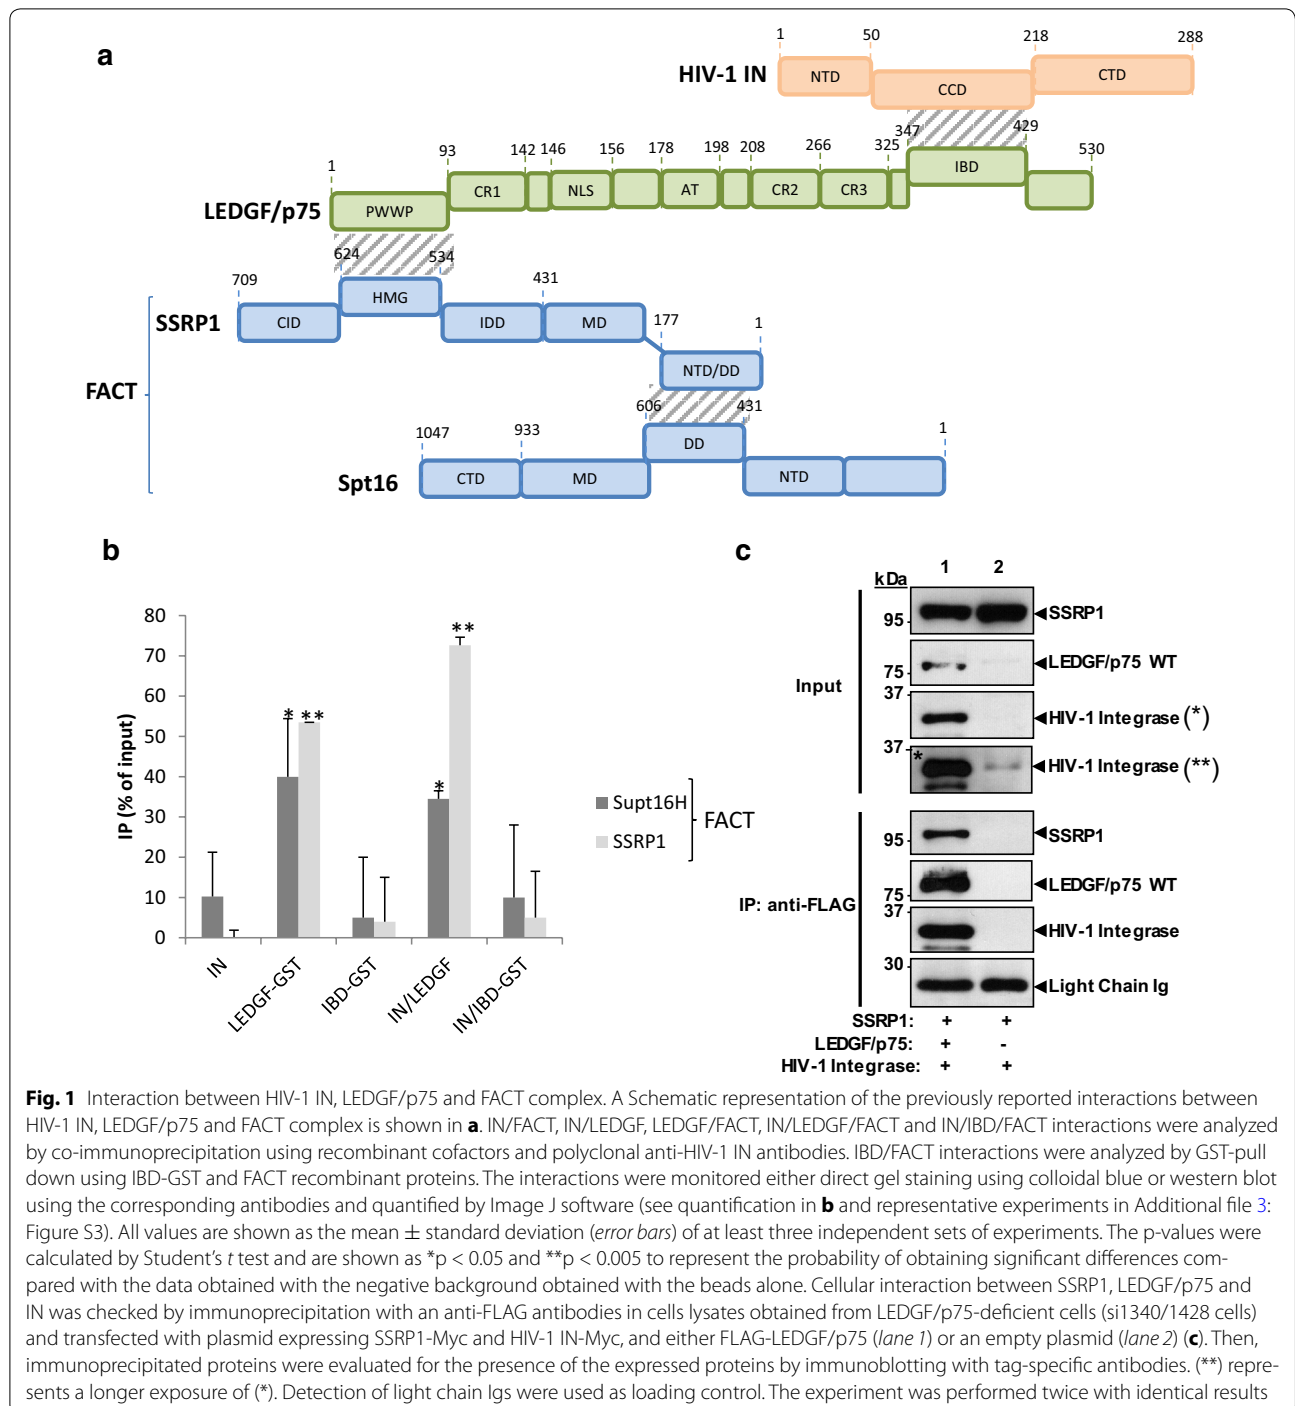 a
1 50 218 288
HIV-1 IN NTD CCD CTD
1 93 142 146 156 178 198 208 266 325 347 429 530
LEDGF/p75 PWWP CR1 NLS AT CR2 CR3 IBD
709 624 534 431 177 1
SSRP1 CID HMG IDD MD NTD/DD
FACT
1047 933 606 431 1
Spt16 CTD MD DD NTD
b
IP (% of input)
80
70
60
50
40
30
20
10
0
* ** * **
IN LEDGF-GST IBD-GST IN/LEDGF IN/IBD-GST
Supt16H
SSRP1
FACT
c
kDa 1 2
Input
95 SSRP1
75 LEDGF/p75 WT
37 HIV-1 Integrase (*)
37 * HIV-1 Integrase (**)
IP: anti-FLAG
95 SSRP1
75 LEDGF/p75 WT
37 HIV-1 Integrase
30 Light Chain Ig
SSRP1: + +
LEDGF/p75: + -
HIV-1 Integrase: + +
Fig. 1 Interaction between HIV-1 IN, LEDGF/p75 and FACT complex. A Schematic representation of the previously reported interactions between
HIV-1 IN, LEDGF/p75 and FACT complex is shown in a. IN/FACT, IN/LEDGF, LEDGF/FACT, IN/LEDGF/FACT and IN/IBD/FACT interactions were analyzed
by co-immunoprecipitation using recombinant cofactors and polyclonal anti-HIV-1 IN antibodies. IBD/FACT interactions were analyzed by GST-pull
down using IBD-GST and FACT recombinant proteins. The interactions were monitored either direct gel staining using colloidal blue or western blot
using the corresponding antibodies and quantified by Image J software (see quantification in b and representative experiments in Additional file 3:
Figure S3). All values are shown as the mean ± standard deviation (error bars) of at least three independent sets of experiments. The p-values were
calculated by Student's t test and are shown as *p < 0.05 and **p < 0.005 to represent the probability of obtaining significant differences com-
pared with the data obtained with the negative background obtained with the beads alone. Cellular interaction between SSRP1, LEDGF/p75 and
IN was checked by immunoprecipitation with an anti-FLAG antibodies in cells lysates obtained from LEDGF/p75-deficient cells (si1340/1428 cells)
and transfected with plasmid expressing SSRP1-Myc and HIV-1 IN-Myc, and either FLAG-LEDGF/p75 (lane 1) or an empty plasmid (lane 2) (c). Then,
immunoprecipitated proteins were evaluated for the presence of the expressed proteins by immunoblotting with tag-specific antibodies. (**) repre-
sents a longer exposure of (*). Detection of light chain Igs were used as loading control. The experiment was performed twice with identical results